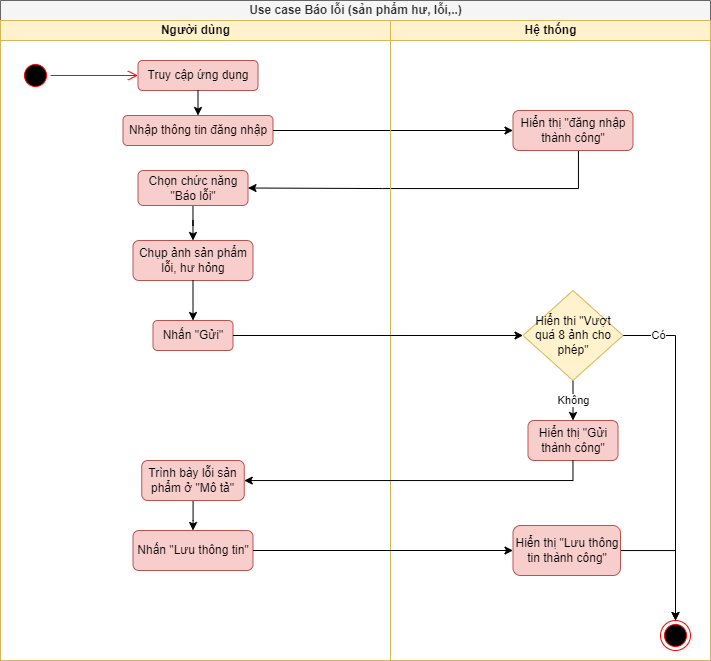 Use case Báo lỗi (sản phẩm hư, lỗi,..)
Người dùng
Hệ thống
Truy cập ứng dụng
Nhập thông tin đăng nhập
Hiển thị "đăng nhập
thành công"
Chọn chức năng
"Báo lỗi"
Chụp ảnh sản phẩm
lỗi, hư hỏng
Nhấn "Gửi"
Hiển thi "Vượt
quá 8 ảnh cho
phép"
Có
Không
Hiển thị "Gửi
thành công"
Trình bày lỗi sản
phẩm ở "Mô tả"
Nhấn "Lưu thông tin"
Hiển thị "Lưu thông
tin thành công"